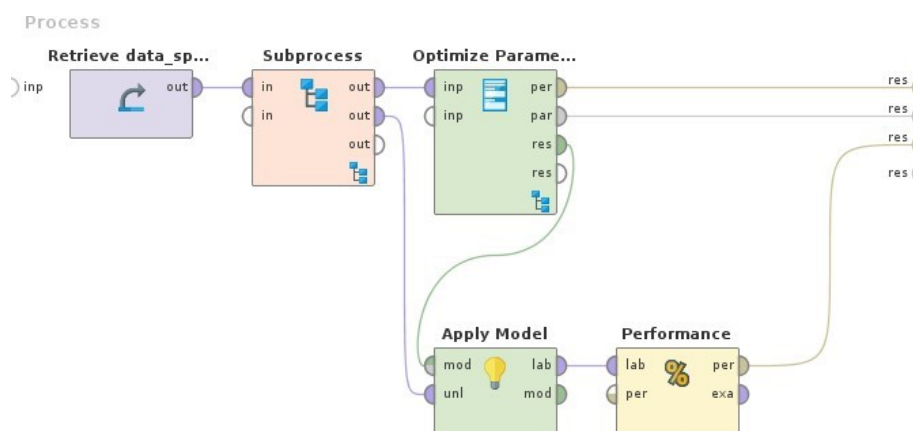 Process
Retrieve data_sp...
Subprocess
Optimize Parame...
inp
out
in
out
inp
per
res
in
out
inp
par
res
out
res
res
res
res
Apply Model
Performance
mod
lab
lab
per
unl
mod
per
exa